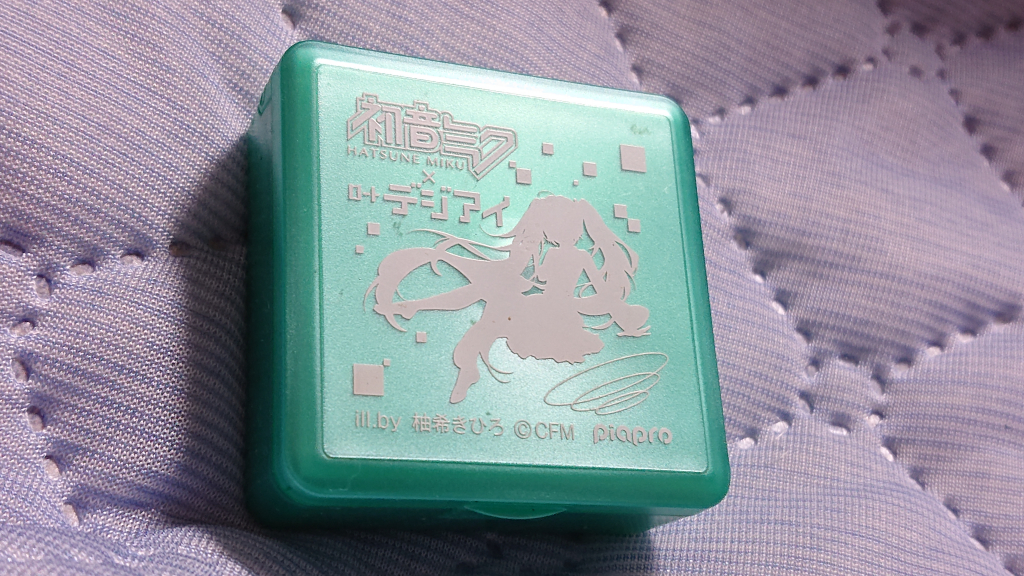 初音ミク
HATSUNE MIKU
×
ロート デジアイ
ill.by 柚希きひろ ©CFM piapro